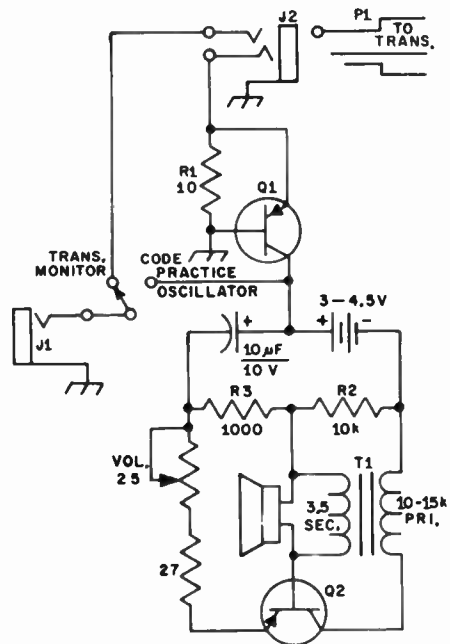 J2
P1
TO
TRANS.
R1
10
Q1
TRANS.
MONITOR
CODE
PRACTICE
OSCILLATOR
J1
+
3-4.5V
+ -
10µF
10 V
R3
1000
R2
10k
VOL.
25
T1
3.5
SEC.
10-15k
PRI.
27
Q2